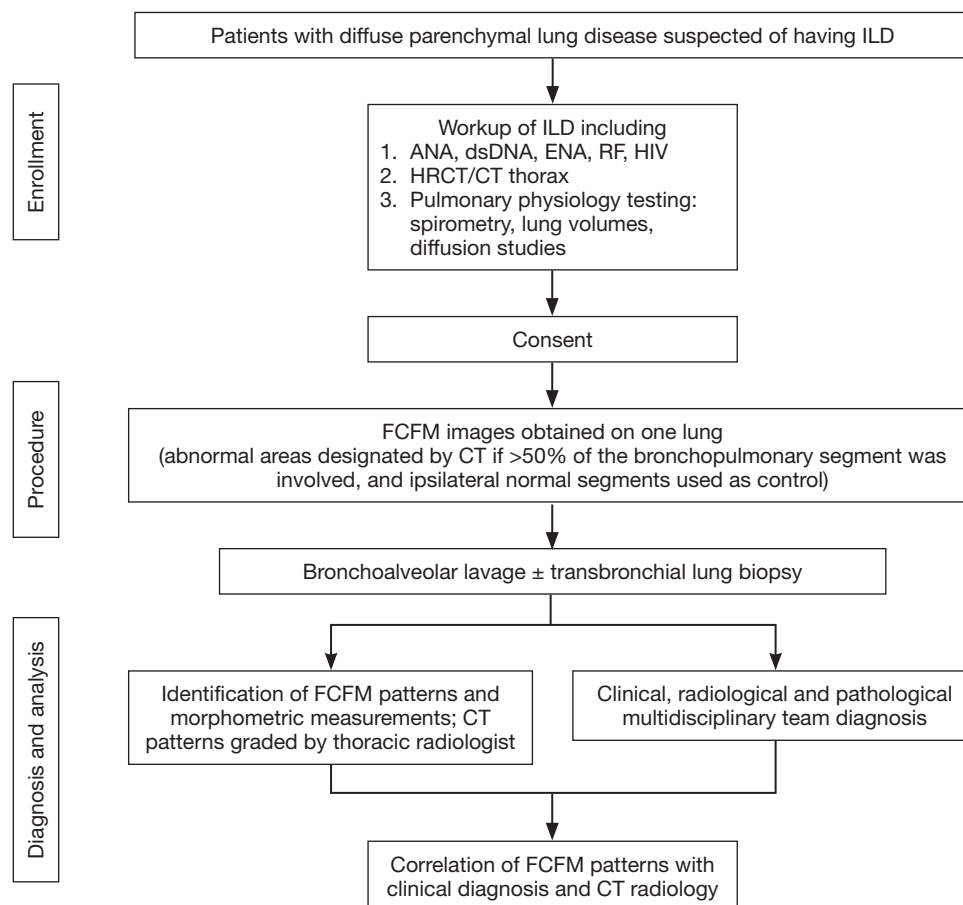 Patients with diffuse parenchymal lung disease suspected of having ILD
Enrollment
Workup of ILD including
1. ANA, dsDNA, ENA, RF, HIV
2. HRCT/CT thorax
3. Pulmonary physiology testing:
spirometry, lung volumes,
diffusion studies
Consent
Procedure
FCFM images obtained on one lung
(abnormal areas designated by CT if >50% of the bronchopulmonary segment was
involved, and ipsilateral normal segments used as control)
Bronchoalveolar lavage ± transbronchial lung biopsy
Diagnosis and analysis
Identification of FCFM patterns and
morphometric measurements; CT
patterns graded by thoracic radiologist
Clinical, radiological and pathological
multidisciplinary team diagnosis
Correlation of FCFM patterns with
clinical diagnosis and CT radiology